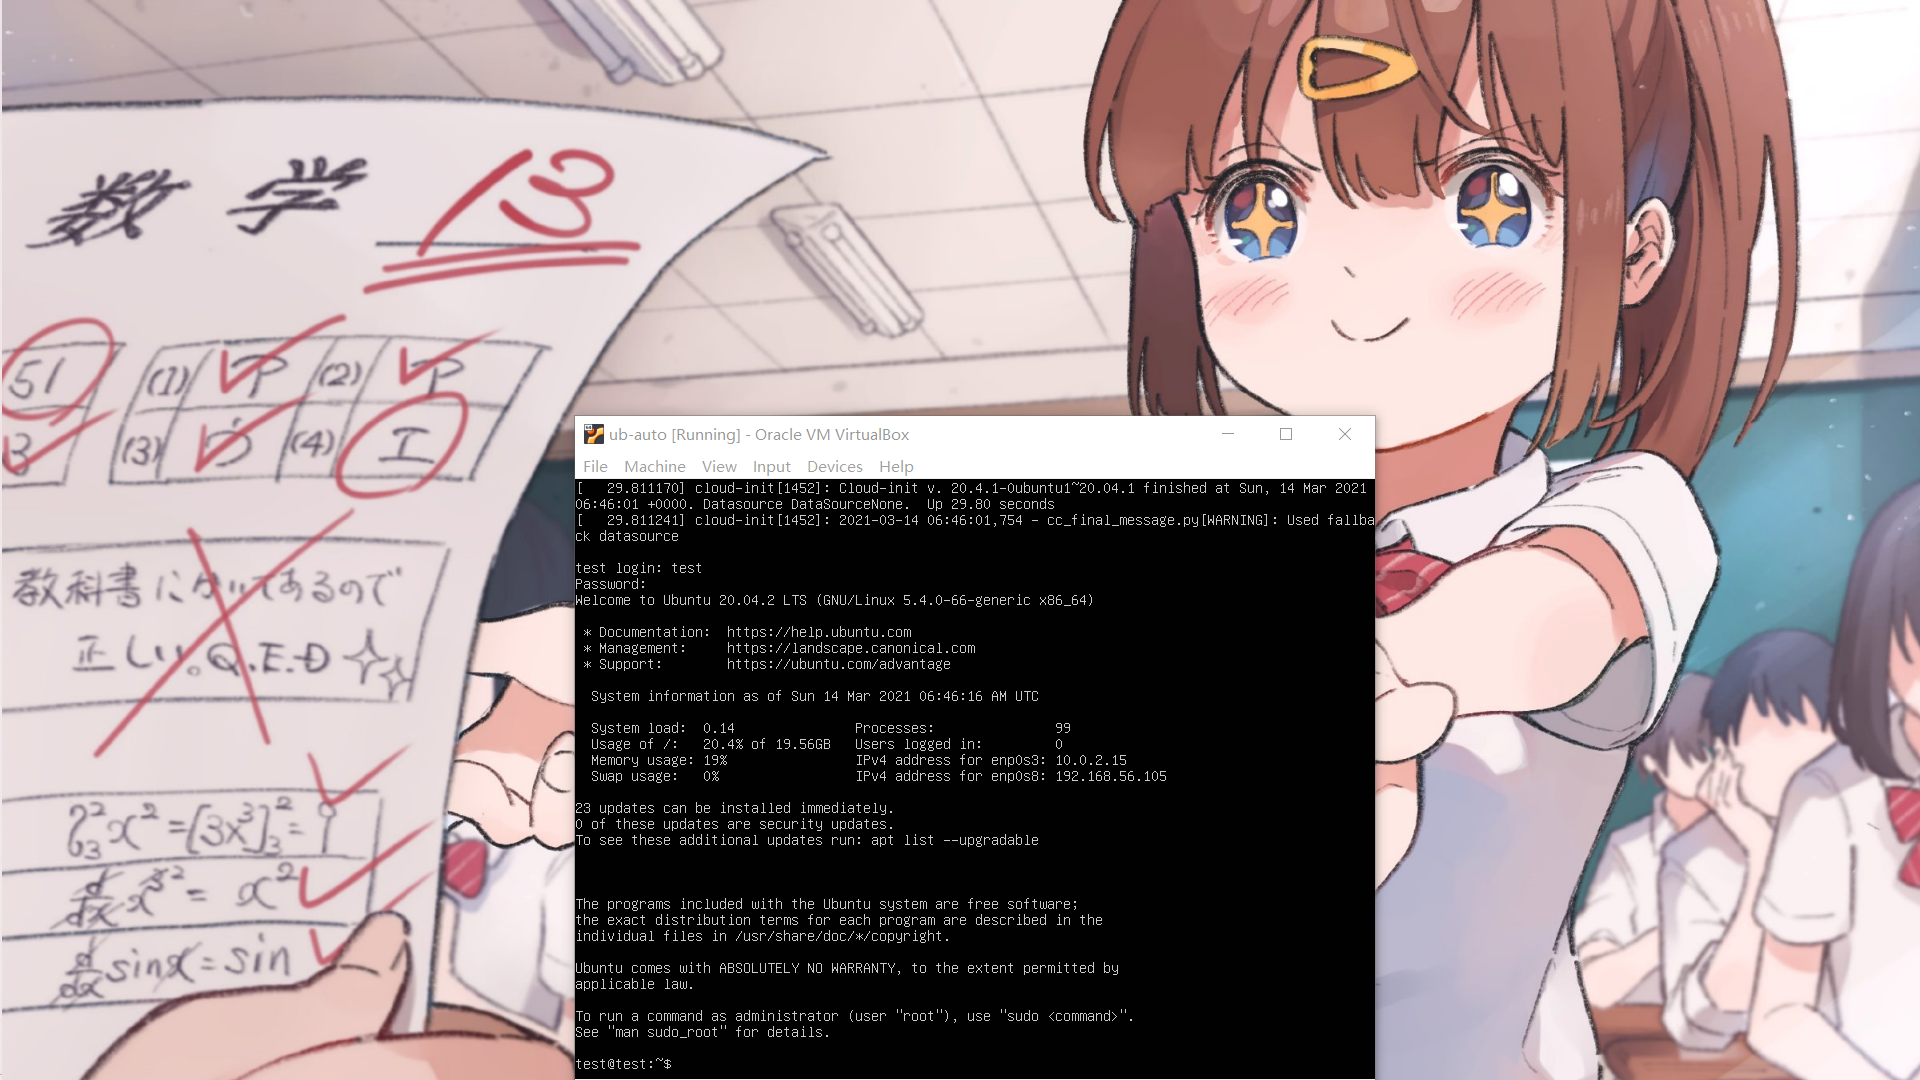 数 学 13
51 (1) ア (2) ア
3 (3) ウ (4) エ
教科書にかいてあるので
正しい。Q.E.D
x²=[3x³]²₃=1
d/dx x³² = x²
d/dx sinx=sin
ub-auto [Running] - Oracle VM VirtualBox
File Machine View Input Devices Help
[   29.811170] cloud-init[1452]: Cloud-init v. 20.4.1-0ubuntu1~20.04.1 finished at Sun, 14 Mar 2021
06:46:01 +0000. Datasource DataSourceNone.  Up 29.80 seconds
[   29.811241] cloud-init[1452]: 2021-03-14 06:46:01,754 - cc_final_message.py[WARNING]: Used fallba
ck datasource
test login: test
Password:
Welcome to Ubuntu 20.04.2 LTS (GNU/Linux 5.4.0-66-generic x86_64)
* Documentation:  https://help.ubuntu.com
* Management:     https://landscape.canonical.com
* Support:        https://ubuntu.com/advantage
System information as of Sun 14 Mar 2021 06:46:16 AM UTC
System load:  0.14               Processes:               99
Usage of /:   20.4% of 19.56GB   Users logged in:         0
Memory usage: 19%                IPv4 address for enp0s3: 10.0.2.15
Swap usage:   0%                 IPv4 address for enp0s8: 192.168.56.105
23 updates can be installed immediately.
0 of these updates are security updates.
To see these additional updates run: apt list --upgradable
The programs included with the Ubuntu system are free software;
the exact distribution terms for each program are described in the
individual files in /usr/share/doc/*/copyright.
Ubuntu comes with ABSOLUTELY NO WARRANTY, to the extent permitted by
applicable law.
To run a command as administrator (user "root"), use "sudo <command>".
See "man sudo_root" for details.
test@test:~$